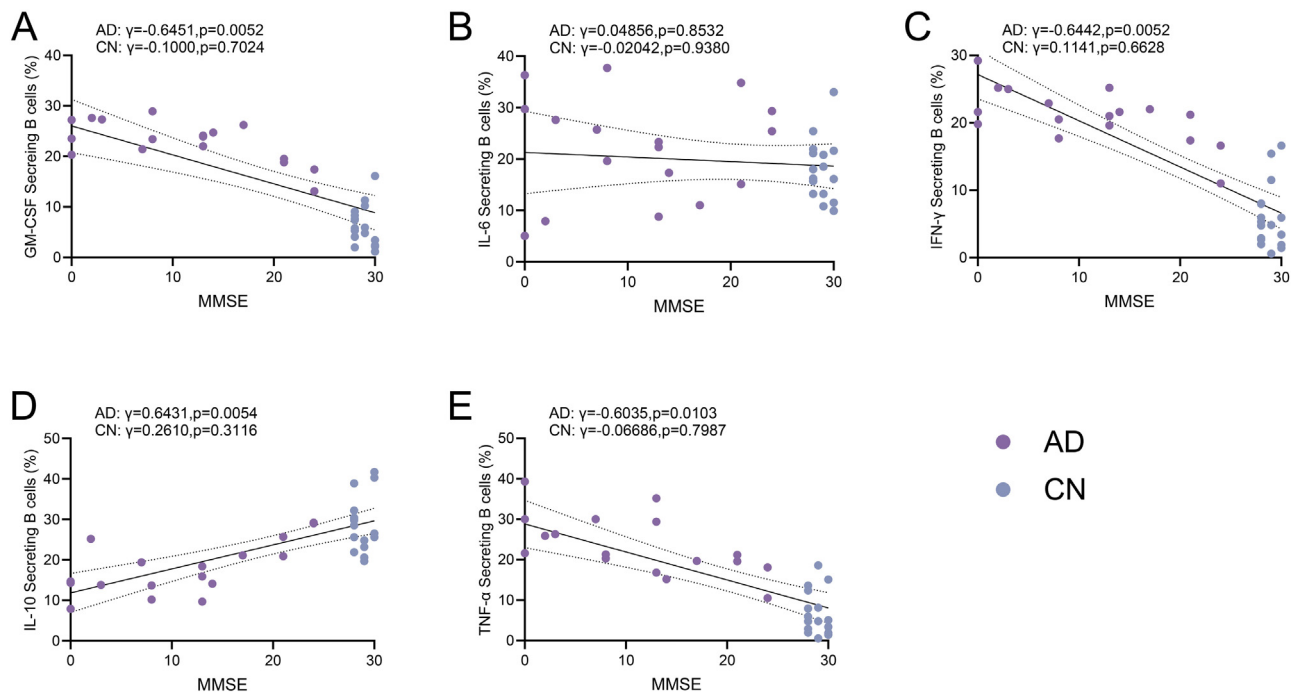 A
AD: γ=-0.6451,p=0.0052
CN: γ=-0.1000,p=0.7024
GM-CSF Secreing B cells (%)
40
30
20
10
0
0 10 20 30
MMSE
B
AD: γ=0.04856,p=0.8532
CN: γ=-0.02042,p=0.9380
IL-6 Secreting B cells (%)
40
30
20
10
0
0 10 20 30
MMSE
C
AD: γ=-0.6442,p=0.0052
CN: γ=0.1141,p=0.6628
IFN-γ Secreting B cells (%)
30
20
10
0
0 10 20 30
MMSE
D
AD: γ=0.6431,p=0.0054
CN: γ=0.2610,p=0.3116
IL-10 Secreting B cells (%)
50
40
30
20
10
0
0 10 20 30
MMSE
E
AD: γ=-0.6035,p=0.0103
CN: γ=-0.06686,p=0.7987
TNF-α Secreting B cells (%)
50
40
30
20
10
0
0 10 20 30
MMSE
AD
CN